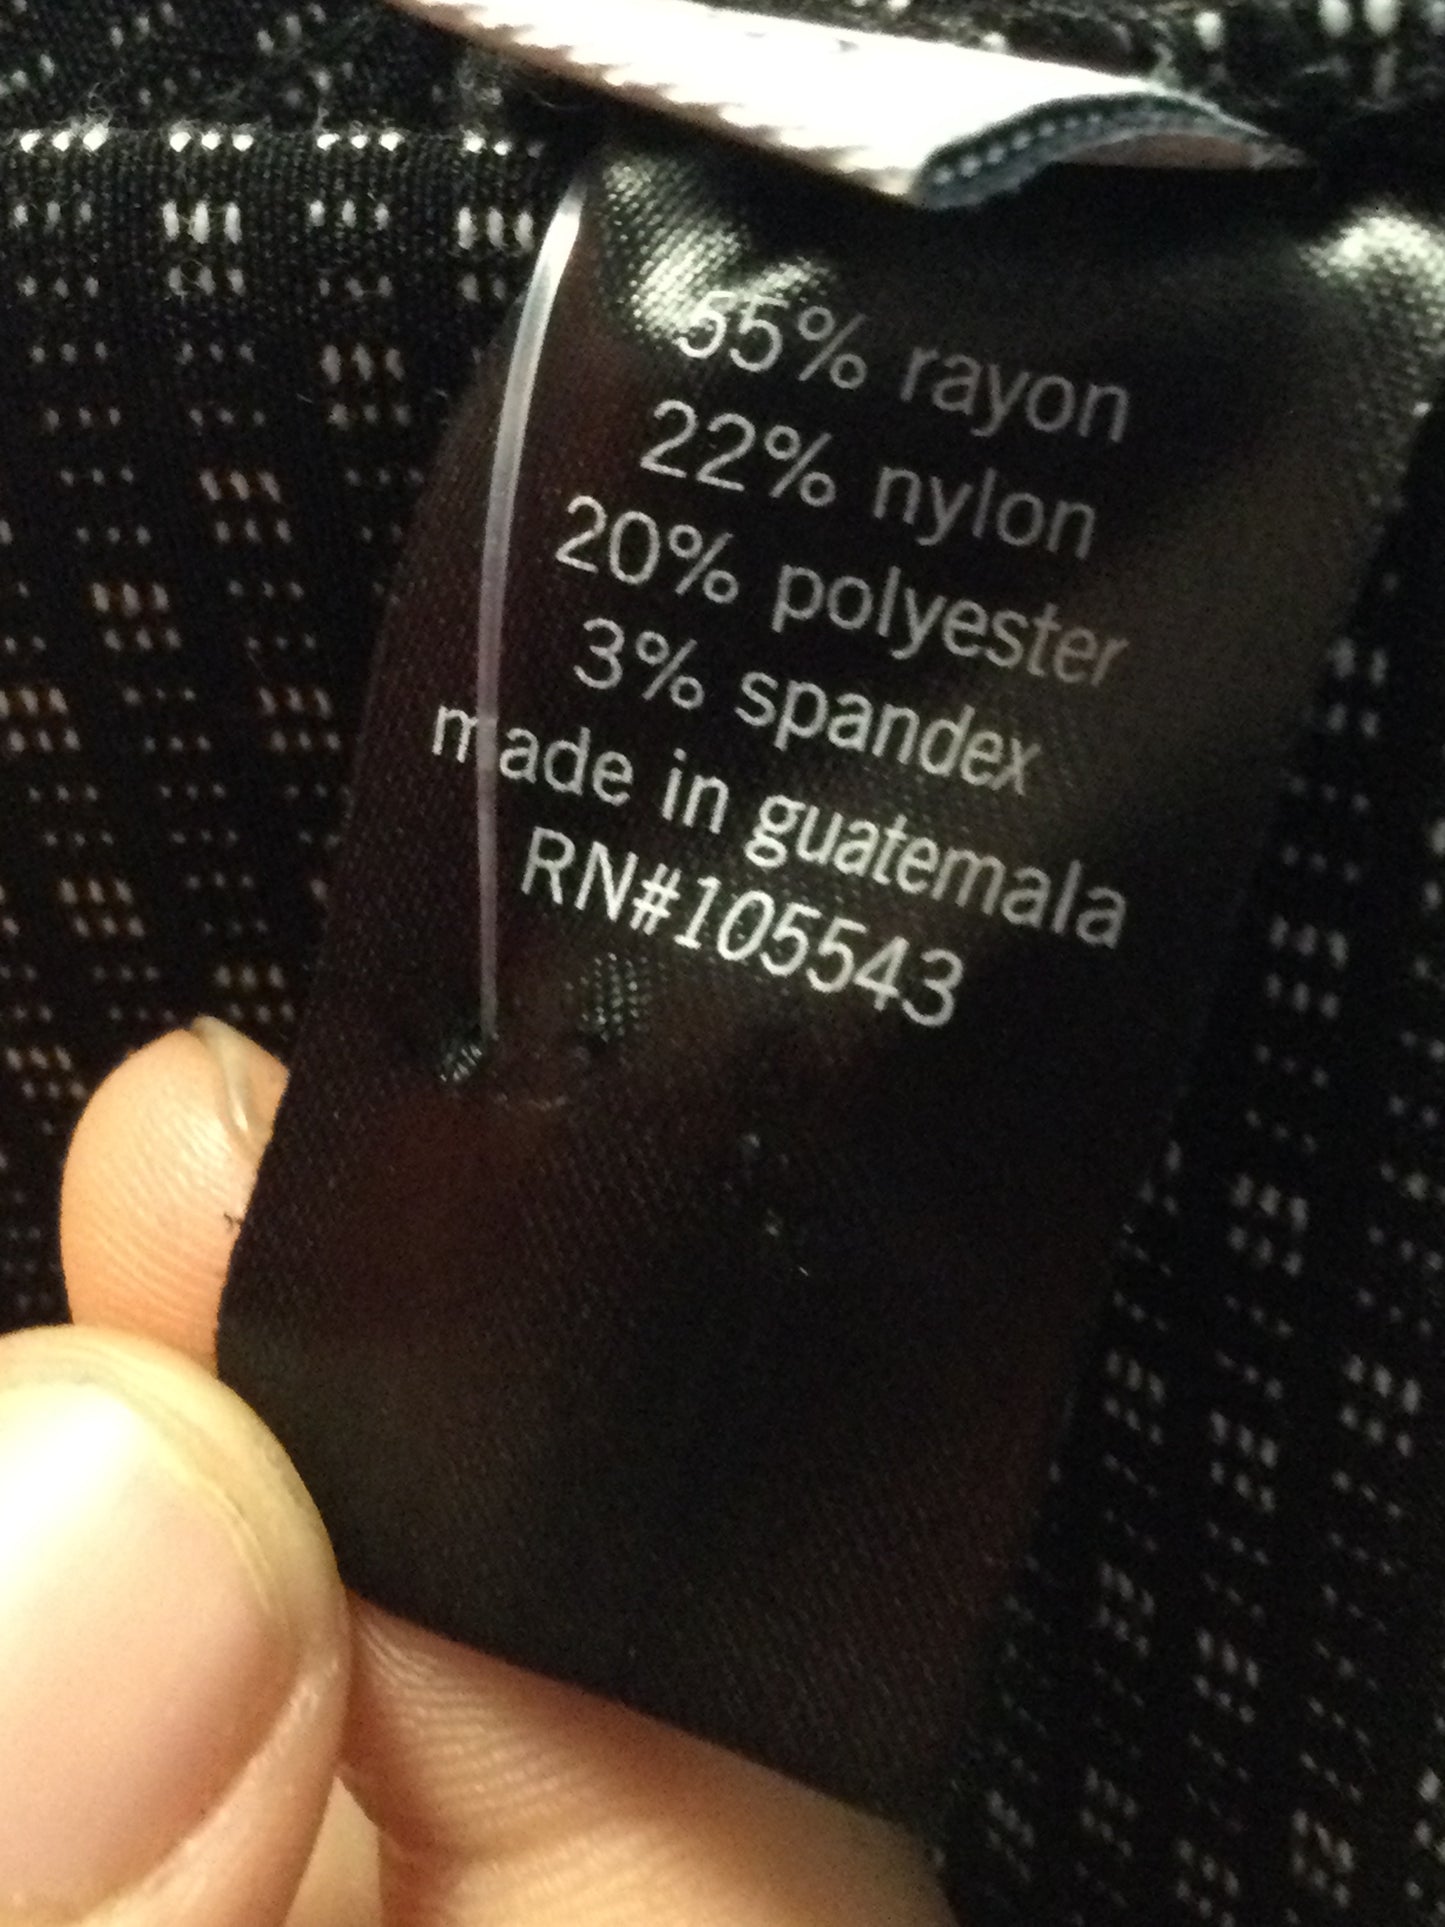 55% rayon
22% nylon
20% polyester
3% spandex
made in guatemala
RN#105543